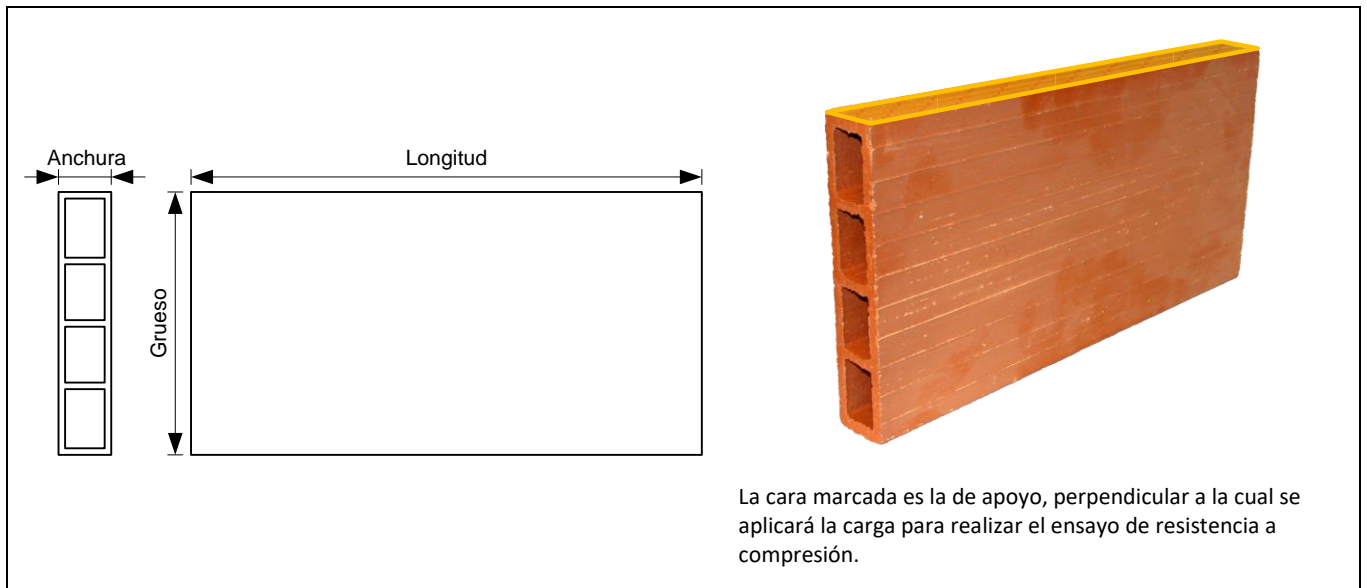 Anchura
Longitud
Grueso
La cara marcada es la de apoyo, perpendicular a la cual se
aplicará la carga para realizar el ensayo de resistencia a
compresión.